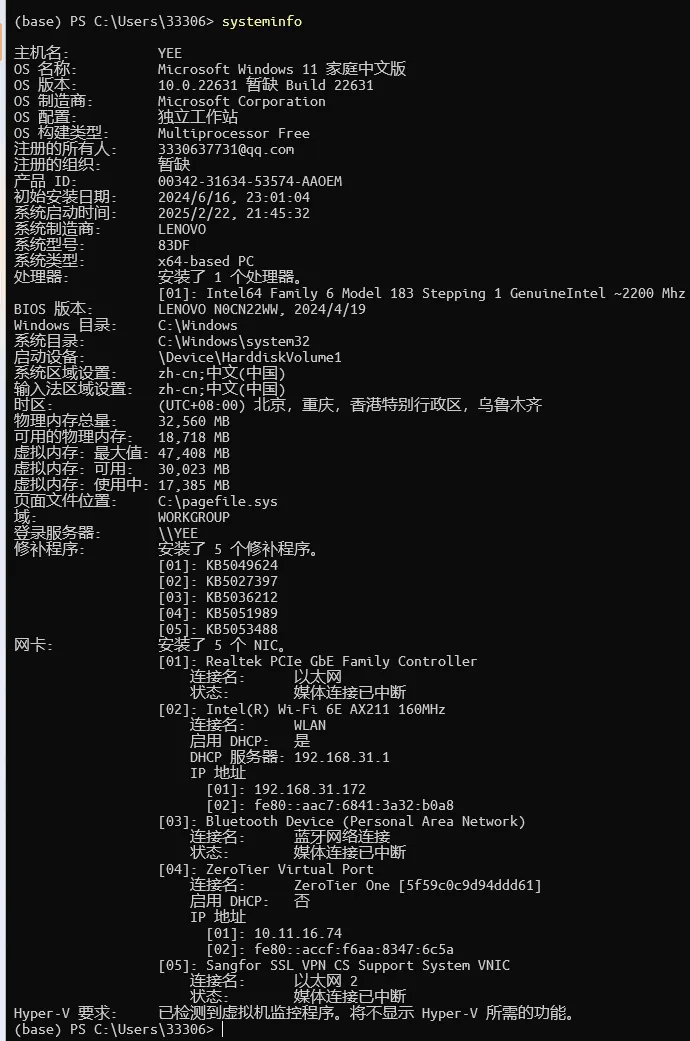 (base) PS C:\Users\33306> systeminfo
主机名: YEE
OS 名称: Microsoft Windows 11 家庭中文版
OS 版本: 10.0.22631 暂缺 Build 22631
OS 制造商: Microsoft Corporation
OS 配置: 独立工作站
OS 构建类型: Multiprocessor Free
注册的所有人: 3330637731@qq.com
注册的组织: 暂缺
产品 ID: 00342-31634-53574-AAOEM
初始安装日期: 2024/6/16, 23:01:04
系统启动时间: 2025/2/22, 21:45:32
系统制造商: LENOVO
系统型号: 83DF
系统类型: x64-based PC
处理器: 安装了 1 个处理器。
[01]: Intel64 Family 6 Model 183 Stepping 1 GenuineIntel ~2200 Mhz
BIOS 版本: LENOVO N0CN22WW, 2024/4/19
Windows 目录: C:\Windows
系统目录: C:\Windows\system32
启动设备: \Device\HarddiskVolume1
系统区域设置: zh-cn;中文(中国)
输入法区域设置: zh-cn;中文(中国)
时区: (UTC+08:00) 北京，重庆，香港特别行政区，乌鲁木齐
物理内存总量: 32,560 MB
可用的物理内存: 18,718 MB
虚拟内存: 最大值: 47,408 MB
虚拟内存: 可用: 30,023 MB
虚拟内存: 使用中: 17,385 MB
页面文件位置: C:\pagefile.sys
域: WORKGROUP
登录服务器: \\YEE
修补程序: 安装了 5 个修补程序。
[01]: KB5049624
[02]: KB5027397
[03]: KB5036212
[04]: KB5051989
[05]: KB5053488
网卡: 安装了 5 个 NIC。
[01]: Realtek PCIe GbE Family Controller
连接名: 以太网
状态: 媒体连接已中断
[02]: Intel(R) Wi-Fi 6E AX211 160MHz
连接名: WLAN
启用 DHCP: 是
DHCP 服务器: 192.168.31.1
IP 地址
[01]: 192.168.31.172
[02]: fe80::aac7:6841:3a32:b0a8
[03]: Bluetooth Device (Personal Area Network)
连接名: 蓝牙网络连接
状态: 媒体连接已中断
[04]: ZeroTier Virtual Port
连接名: ZeroTier One [5f59c0c9d94ddd61]
启用 DHCP: 否
IP 地址
[01]: 10.11.16.74
[02]: fe80::accf:f6aa:8347:6c5a
[05]: Sangfor SSL VPN CS Support System VNIC
连接名: 以太网 2
状态: 媒体连接已中断
Hyper-V 要求: 已检测到虚拟机监控程序。将不显示 Hyper-V 所需的功能。
(base) PS C:\Users\33306>